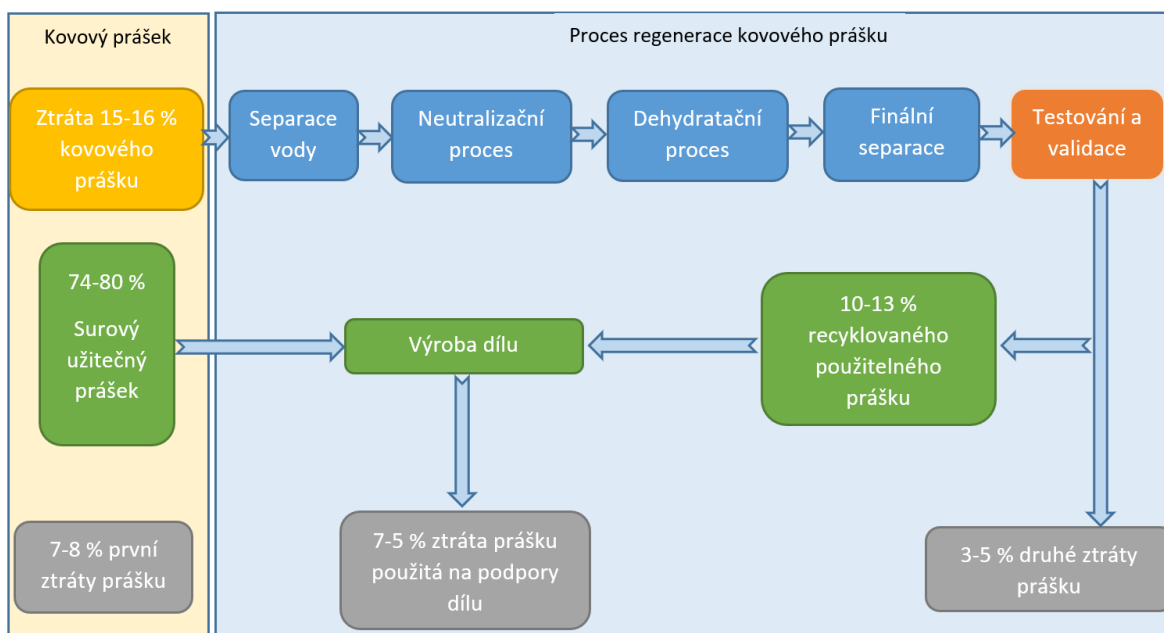 Kovový prášek
Proces regenerace kovového prášku
Ztráta 15-16 %
kovového
prášku
Separace
vody
Neutralizační
proces
Dehydratační
proces
Finální
separace
Testování a
validace
74-80 %
Surový
užitečný
prášek
Výroba dílu
10-13 %
recyklovaného
použitelného
prášku
7-8 % první
ztráty prášku
7-5 % ztráta prášku
použitá na podpory
dílu
3-5 % druhé ztráty
prášku